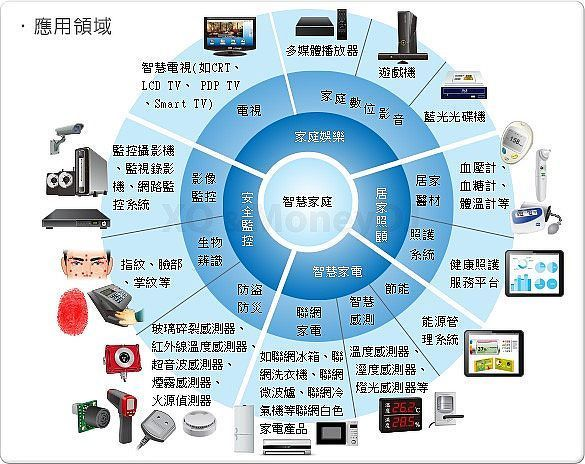 · 應用領域
智慧電視(如CRT、
LCD TV、 PDP TV
、Smart TV)
多媒體播放器
遊戲機
藍光光碟機
電視
家庭數位影音
家庭娛樂
監控攝影機
、監視錄影
機、網路監
控系統
影像
監控
安全監控
智慧家庭
居家照顧
居家
醫材
血壓計、
血糖計、
體溫計等
生物
辨識
指紋、臉部
、掌紋等
照護
系統
健康照護
服務平台
智慧家電
防盜
防災
聯網
家電
智慧
感測
節能
能源管
理系統
玻璃碎裂感測器、
紅外線溫度感測器、
超音波感測器、
煙霧感測器、
火源偵測器
如聯網冰箱、聯
網洗衣機、聯網
微波爐、聯網冷
氣機等聯網白色
家電產品
溫度感測器、
溼度感測器、
燈光感測器等